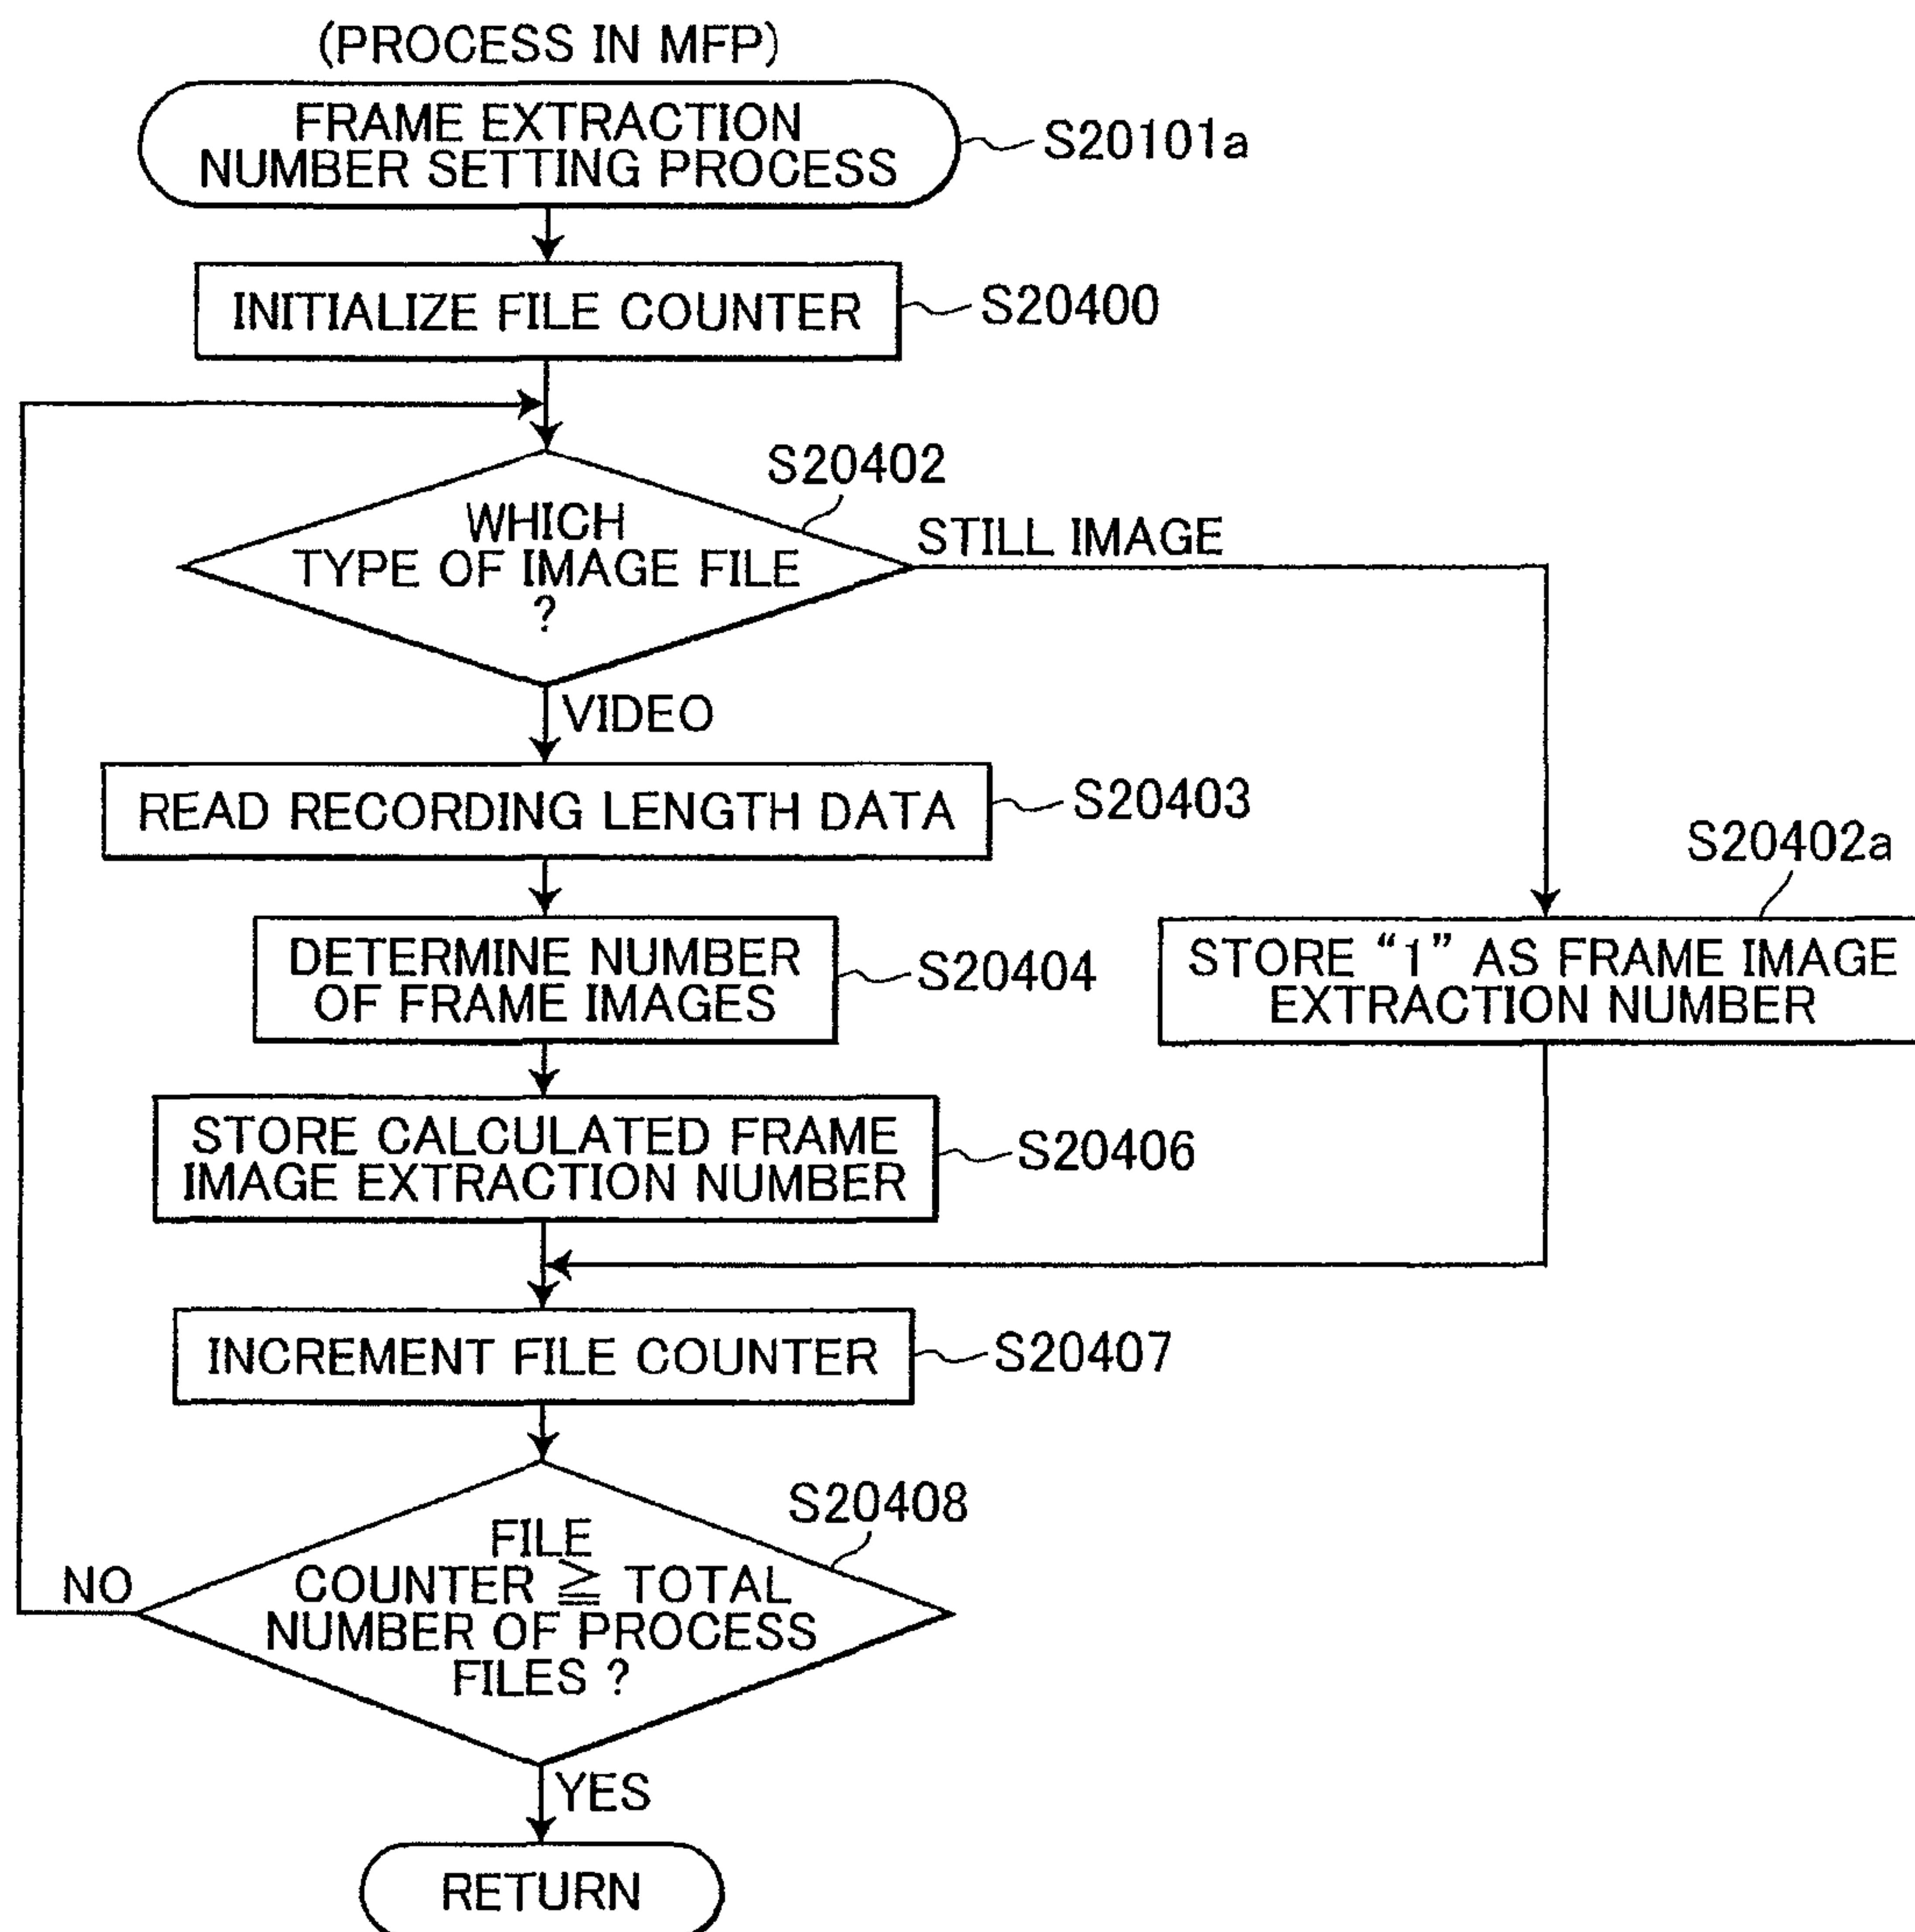 (PROCESS IN MFP)
FRAME EXTRACTION
NUMBER SETTING PROCESS
S20101a
INITIALIZE FILE COUNTER
S20400
S20402
WHICH
TYPE OF IMAGE FILE
?
STILL IMAGE
VIDEO
READ RECORDING LENGTH DATA
S20403
S20402a
DETERMINE NUMBER
OF FRAME IMAGES
S20404
STORE “1” AS FRAME IMAGE
EXTRACTION NUMBER
STORE CALCULATED FRAME
IMAGE EXTRACTION NUMBER
S20406
INCREMENT FILE COUNTER
S20407
S20408
FILE
COUNTER ≧ TOTAL
NUMBER OF PROCESS
FILES ?
NO
YES
RETURN